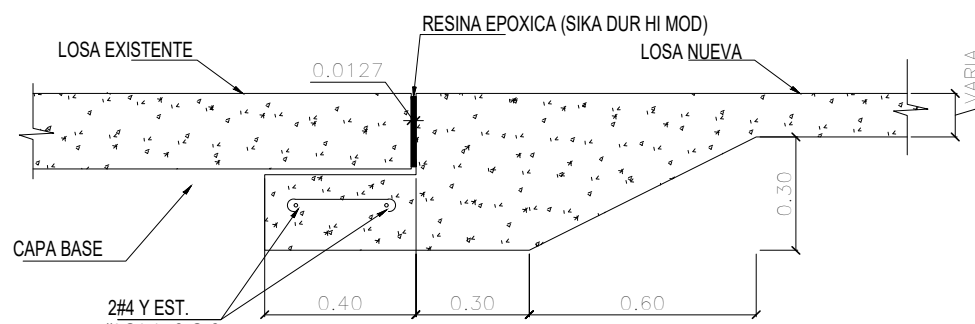 RESINA EPOXICA (SIKA DUR HI MOD)
LOSA EXISTENTE
LOSA NUEVA
0.0127
VARIA
0.30
CAPA BASE
2#4 Y EST.
0.40
0.30
0.60